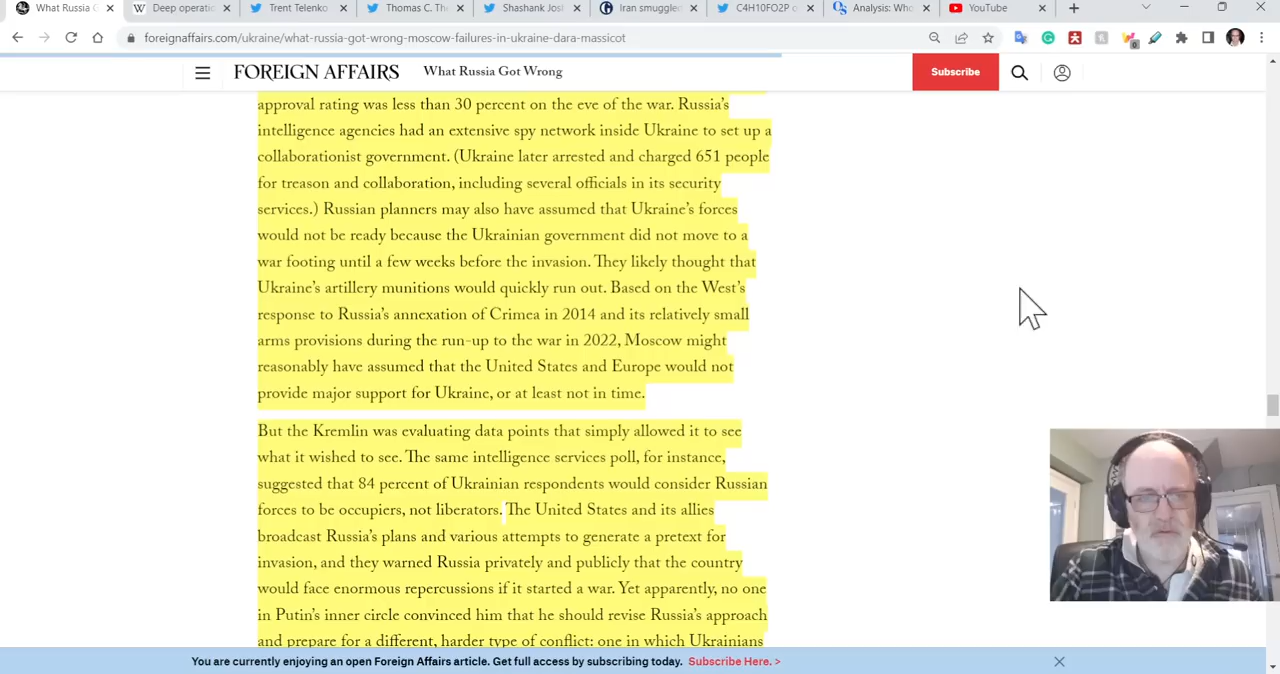 What Russia G
Deep operati
Trent Telenko
Thomas C. The
Shashank Jos
Iran smuggle
C4H10FO2P o
Analysis: Who
YouTube
foreignaffairs.com/ukraine/what-russia-got-wrong-moscow-failures-in-ukraine-dara-massicot
0
FOREIGN AFFAIRS What Russia Got Wrong
Subscribe
approval rating was less than 30 percent on the eve of the war. Russia’s
intelligence agencies had an extensive spy network inside Ukraine to set up a
collaborationist government. (Ukraine later arrested and charged 651 people
for treason and collaboration, including several officials in its security
services.) Russian planners may also have assumed that Ukraine’s forces
would not be ready because the Ukrainian government did not move to a
war footing until a few weeks before the invasion. They likely thought that
Ukraine’s artillery munitions would quickly run out. Based on the West’s
response to Russia’s annexation of Crimea in 2014 and its relatively small
arms provisions during the run-up to the war in 2022, Moscow might
reasonably have assumed that the United States and Europe would not
provide major support for Ukraine, or at least not in time.
But the Kremlin was evaluating data points that simply allowed it to see
what it wished to see. The same intelligence services poll, for instance,
suggested that 84 percent of Ukrainian respondents would consider Russian
forces to be occupiers, not liberators. The United States and its allies
broadcast Russia’s plans and various attempts to generate a pretext for
invasion, and they warned Russia privately and publicly that the country
would face enormous repercussions if it started a war. Yet apparently, no one
in Putin’s inner circle convinced him that he should revise Russia’s approach
and prepare for a different, harder type of conflict: one in which Ukrainians
You are currently enjoying an open Foreign Affairs article. Get full access by subscribing today. Subscribe Here. >